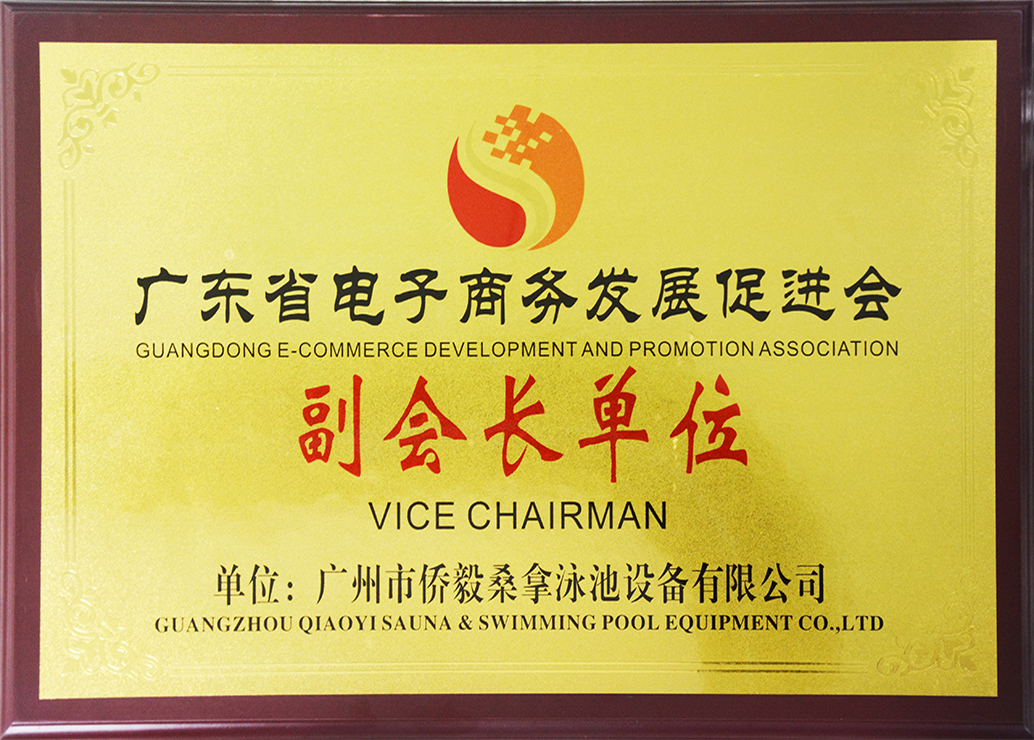 广东省电子商务发展促进会
GUANGDONG E-COMMERCE DEVELOPMENT AND PROMOTION ASSOCIATION
副会长单位
VICE CHAIRMAN
单位：广州市侨毅桑拿泳池设备有限公司
GUANGZHOU QIAOYI SAUNA & SWIMMING POOL EQUIPMENT CO.,LTD